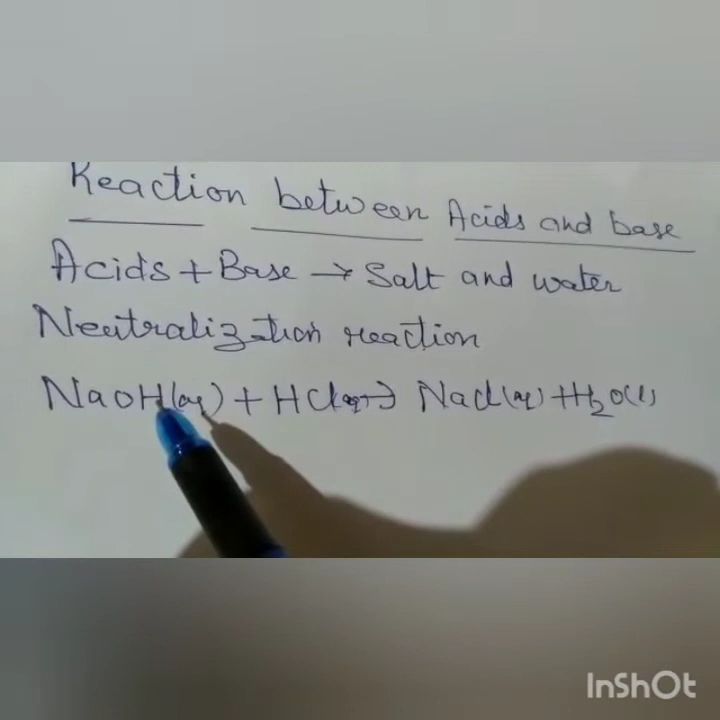 Reaction between Acids and base
Acids + Base → Salt and water
Neutralization reaction
NaOH(aq) + HCl(aq) → NaCl(aq) + H₂O(l)
InShOt